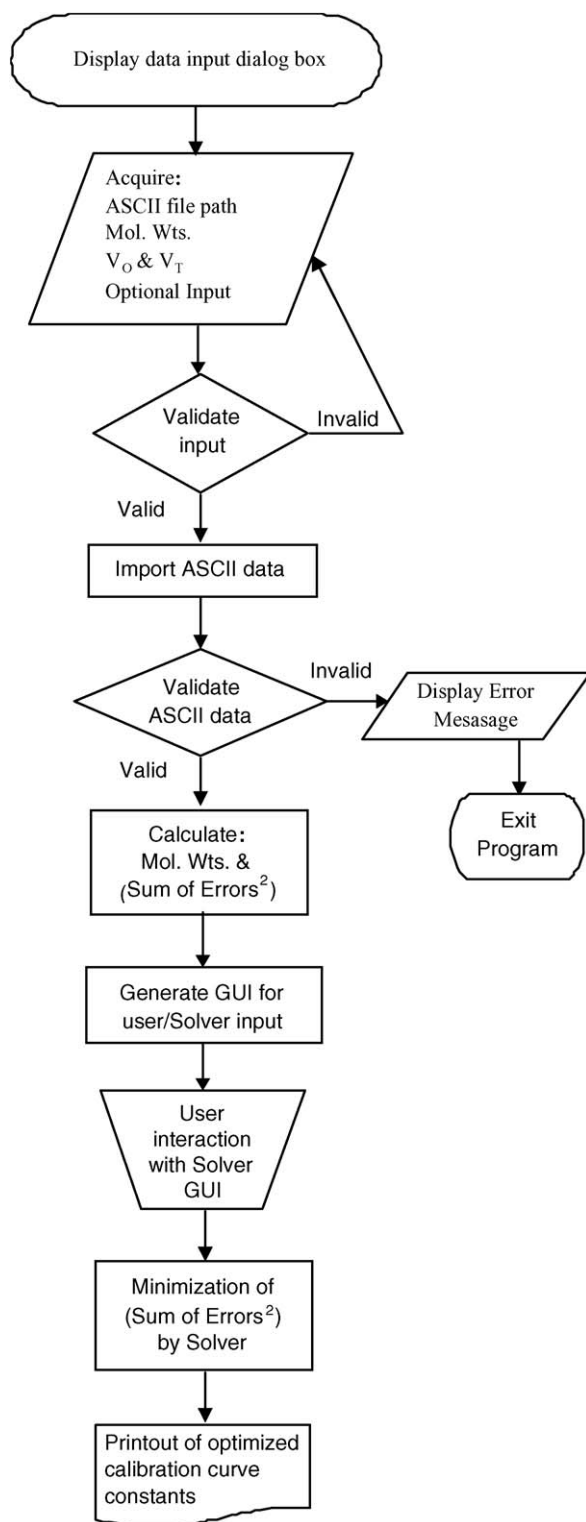 Display data input dialog box
Acquire:
ASCII file path
Mol. Wts.
V_O & V_T
Optional Input
Validate
input
Invalid
Valid
Import ASCII data
Validate
ASCII data
Invalid
Display Error
Mesasage
Exit
Program
Valid
Calculate:
Mol. Wts. &
(Sum of Errors²)
Generate GUI for
user/Solver input
User
interaction
with Solver
GUI
Minimization of
(Sum of Errors²)
by Solver
Printout of optimized
calibration curve
constants